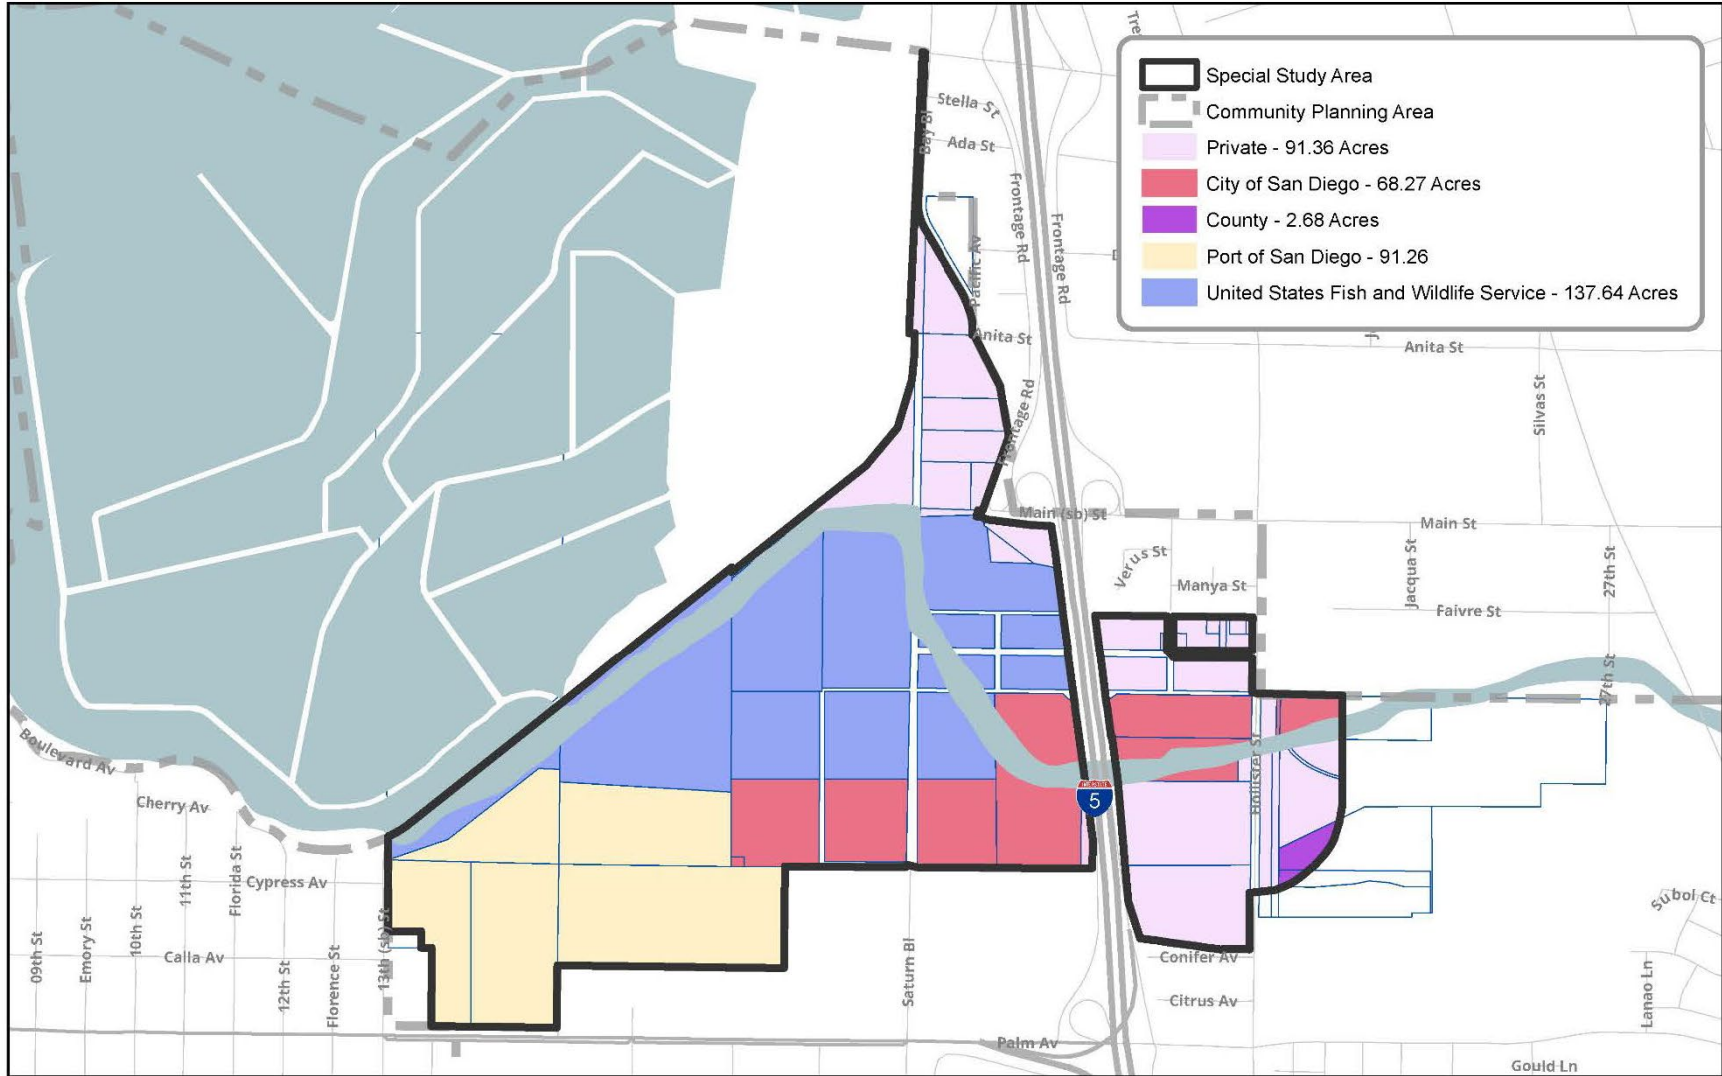 Special Study Area
Community Planning Area
Private - 91.36 Acres
City of San Diego - 68.27 Acres
County - 2.68 Acres
Port of San Diego - 91.26
United States Fish and Wildlife Service - 137.64 Acres
Stella St
Bay Bl
Ada St
Frontage Rd
Frontage Rd
Pacific Av
Anita St
Anita St
Silvas St
Frontage Rd
Main (sb) St
Main St
Verus St
Manya St
Jacqua St
27th St
Faivre St
27th St
Hollister St
5
Boulevard Av
Cherry Av
Cypress Av
Calla Av
09th St
Emory St
10th St
11th St
Florida St
12th St
Florence St
13th (sb) St
Saturn Bl
Conifer Av
Citrus Av
Palm Av
Subol Ct
Lanao Ln
Gould Ln